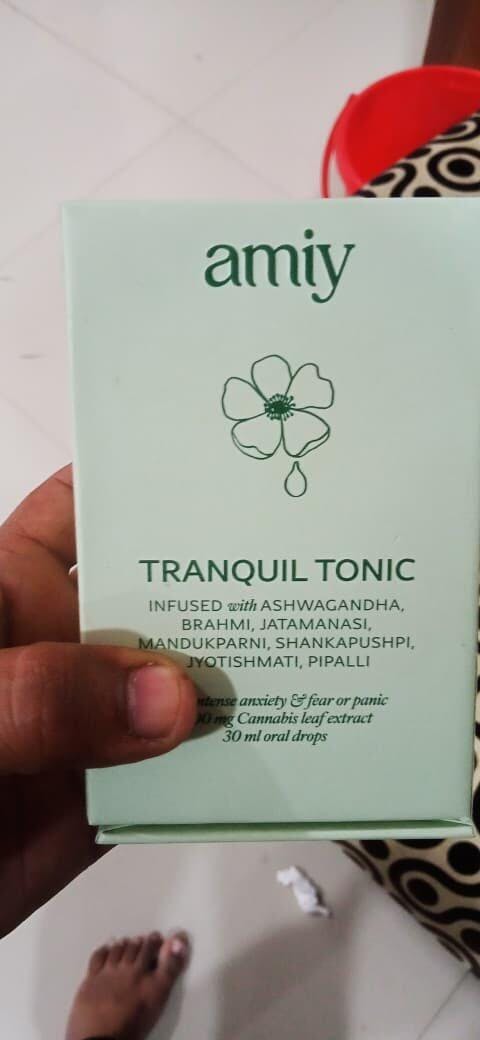 amiy
TRANQUIL TONIC
INFUSED with ASHWAGANDHA,
BRAHMI, JATAMANASI,
MANDUKPARNI, SHANKAPUSHPI,
JYOTISHMATI, PIPALLI
anxiety & fear or panic
mg Cannabis leaf extract
30 ml oral drops